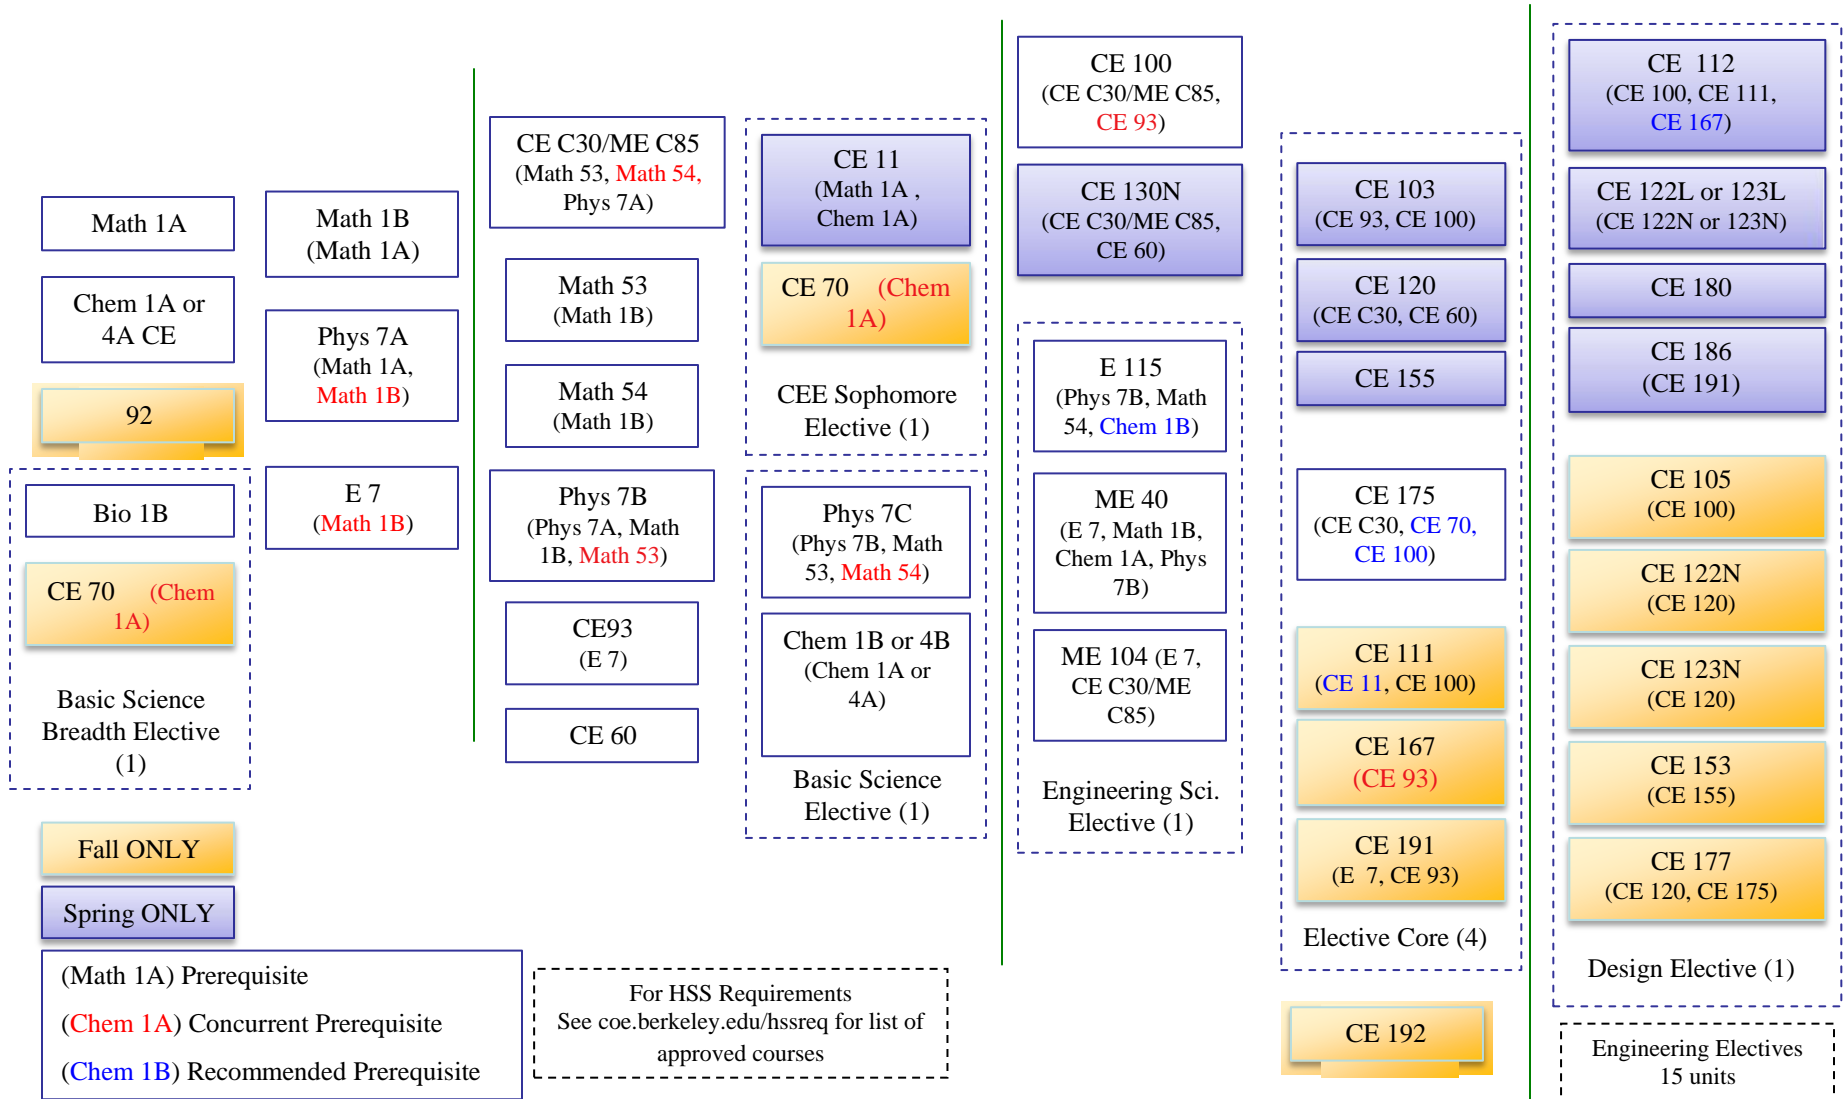 Math 1A
Chem 1A or
4A CE
92
Bio 1B
CE 70 (Chem
1A)
Basic Science
Breadth Elective
(1)
Math 1B
(Math 1A)
Phys 7A
(Math 1A,
Math 1B)
E 7
(Math 1B)
Fall ONLY
Spring ONLY
(Math 1A) Prerequisite
(Chem 1A) Concurrent Prerequisite
(Chem 1B) Recommended Prerequisite
CE C30/ME C85
(Math 53, Math 54,
Phys 7A)
Math 53
(Math 1B)
Math 54
(Math 1B)
Phys 7B
(Phys 7A, Math
1B, Math 53)
CE93
(E 7)
CE 60
CE 11
(Math 1A ,
Chem 1A)
CE 70 (Chem
1A)
CEE Sophomore
Elective (1)
Phys 7C
(Phys 7B, Math
53, Math 54)
Chem 1B or 4B
(Chem 1A or
4A)
Basic Science
Elective (1)
For HSS Requirements
See coe.berkeley.edu/hssreq for list of
approved courses
CE 100
(CE C30/ME C85,
CE 93)
CE 130N
(CE C30/ME C85,
CE 60)
E 115
(Phys 7B, Math
54, Chem 1B)
ME 40
(E 7, Math 1B,
Chem 1A, Phys
7B)
ME 104 (E 7,
CE C30/ME
C85)
Engineering Sci.
Elective (1)
CE 103
(CE 93, CE 100)
CE 120
(CE C30, CE 60)
CE 155
CE 175
(CE C30, CE 70,
CE 100)
CE 111
(CE 11, CE 100)
CE 167
(CE 93)
CE 191
(E 7, CE 93)
Elective Core (4)
CE 192
CE 112
(CE 100, CE 111,
CE 167)
CE 122L or 123L
(CE 122N or 123N)
CE 180
CE 186
(CE 191)
CE 105
(CE 100)
CE 122N
(CE 120)
CE 123N
(CE 120)
CE 153
(CE 155)
CE 177
(CE 120, CE 175)
Design Elective (1)
Engineering Electives
15 units